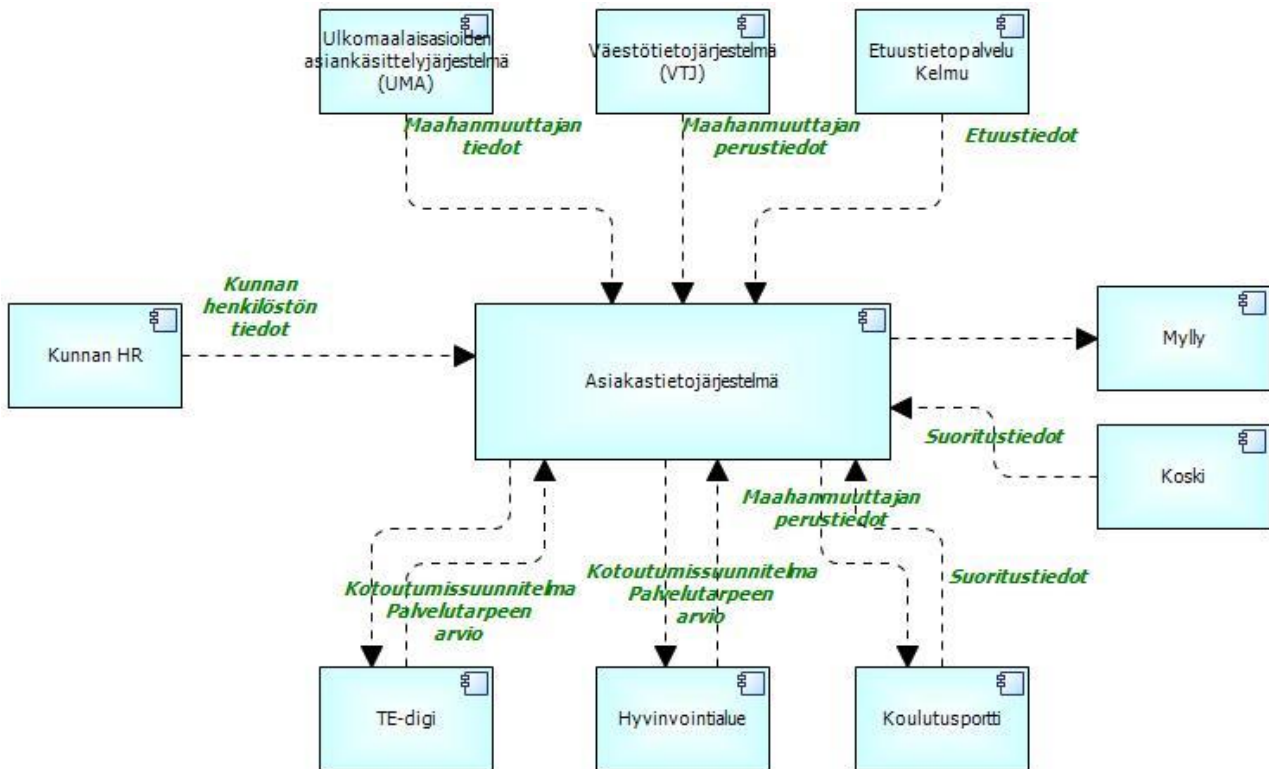 Ulkomaalaisasioiden
asiankäsittelyjärjestelmä
(UMA)
Väestötietojärjestelmä
(VTJ)
Etuustietopalvelu
Kelmu
Maahanmuuttajan
tiedot
Maahanmuuttajan
perustiedot
Etuustiedot
Kunnan
henkilöstön
tiedot
Kunnan HR
Asiakastietojärjestelmä
Mylly
Suoritustiedot
Koski
Maahanmuuttajan
perustiedot
Kotoutumissuunnitelma
Palvelutarpeen
arvio
Kotoutumissuunnitelma
Palvelutarpeen
arvio
Suoritustiedot
TE-digi
Hyvinvointialue
Koulutusportti